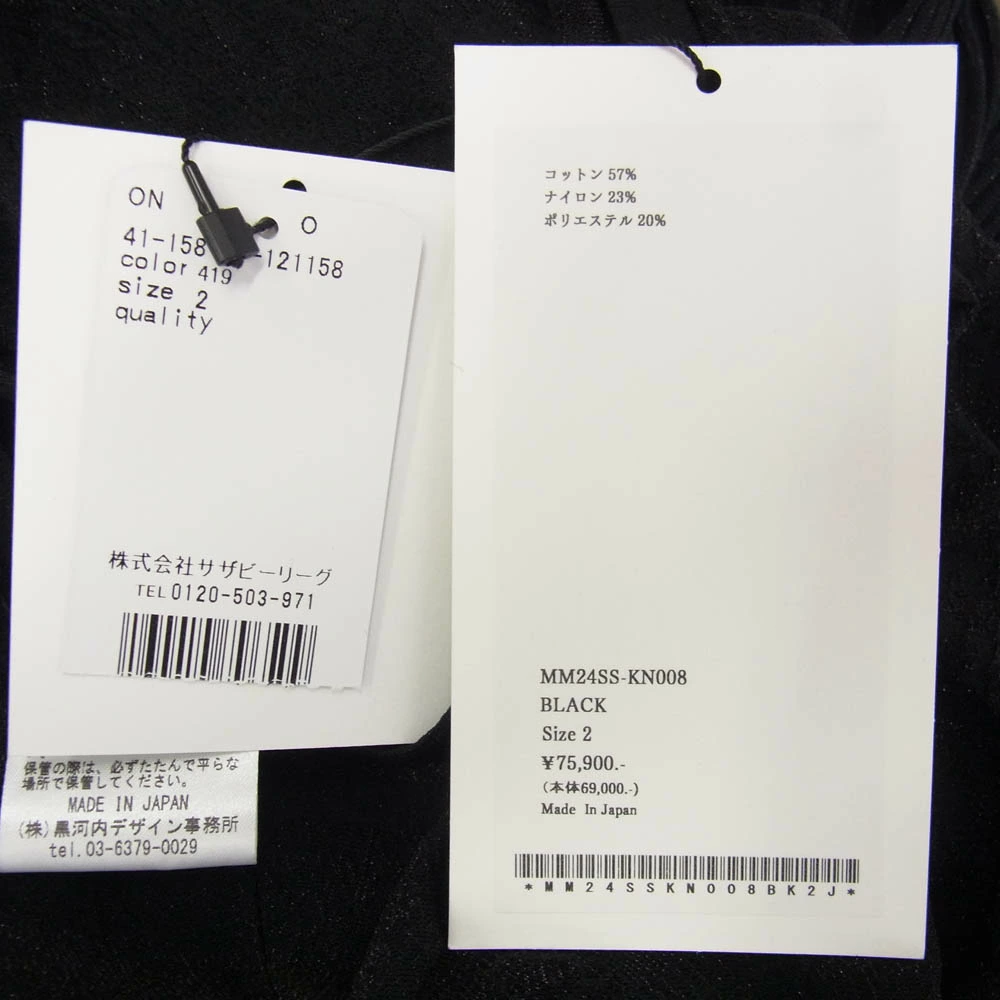 ON O
41-158 -121158
color 419
size 2
quality
株式会社サザビーリーグ
TEL 0120-503-971
保管の際は、必ずたたんで平らな
場所で保管してください。
MADE IN JAPAN
(株)黒河内デザイン事務所
tel.03-6379-0029
コットン 57%
ナイロン 23%
ポリエステル 20%
MM24SS-KN008
BLACK
Size 2
¥75,900.-
(本体69,000.-)
Made In Japan
*MM24SSKN008BK2J*